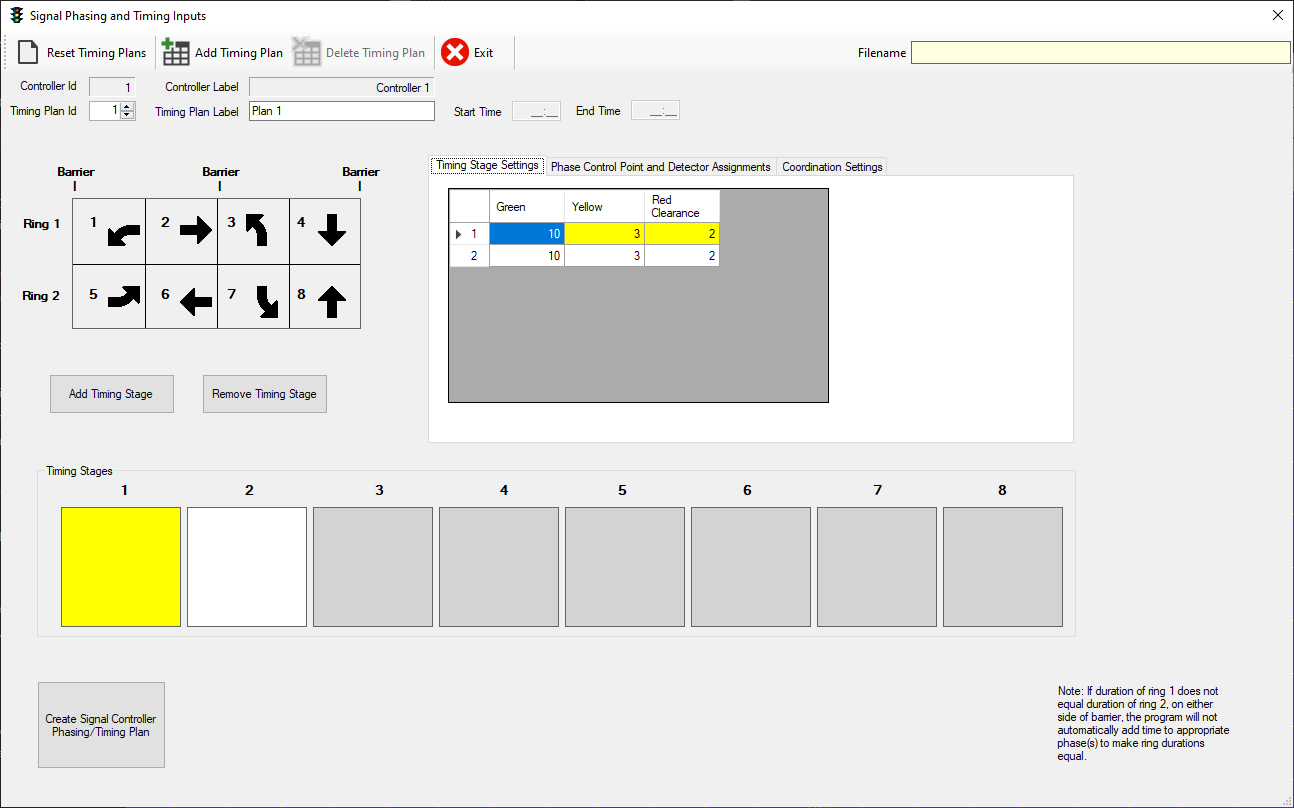 Signal Phasing and Timing Inputs
Reset Timing Plans Add Timing Plan Delete Timing Plan Exit Filename
Controller Id 1 Controller Label Controller 1
Timing Plan Id 1 Timing Plan Label Plan 1 Start Time __:__ End Time __:__
Barrier Barrier Barrier
Timing Stage Settings Phase Control Point and Detector Assignments Coordination Settings
Ring 1 1 2 3 4
Ring 2 5 6 7 8
Green Yellow Red
Clearance
1 10 3 2
2 10 3 2
Add Timing Stage Remove Timing Stage
Timing Stages
1 2 3 4 5 6 7 8
Create Signal Controller
Phasing/Timing Plan
Note: If duration of ring 1 does not
equal duration of ring 2, on either
side of barrier, the program will not
automatically add time to appropriate
phase(s) to make ring durations
equal.